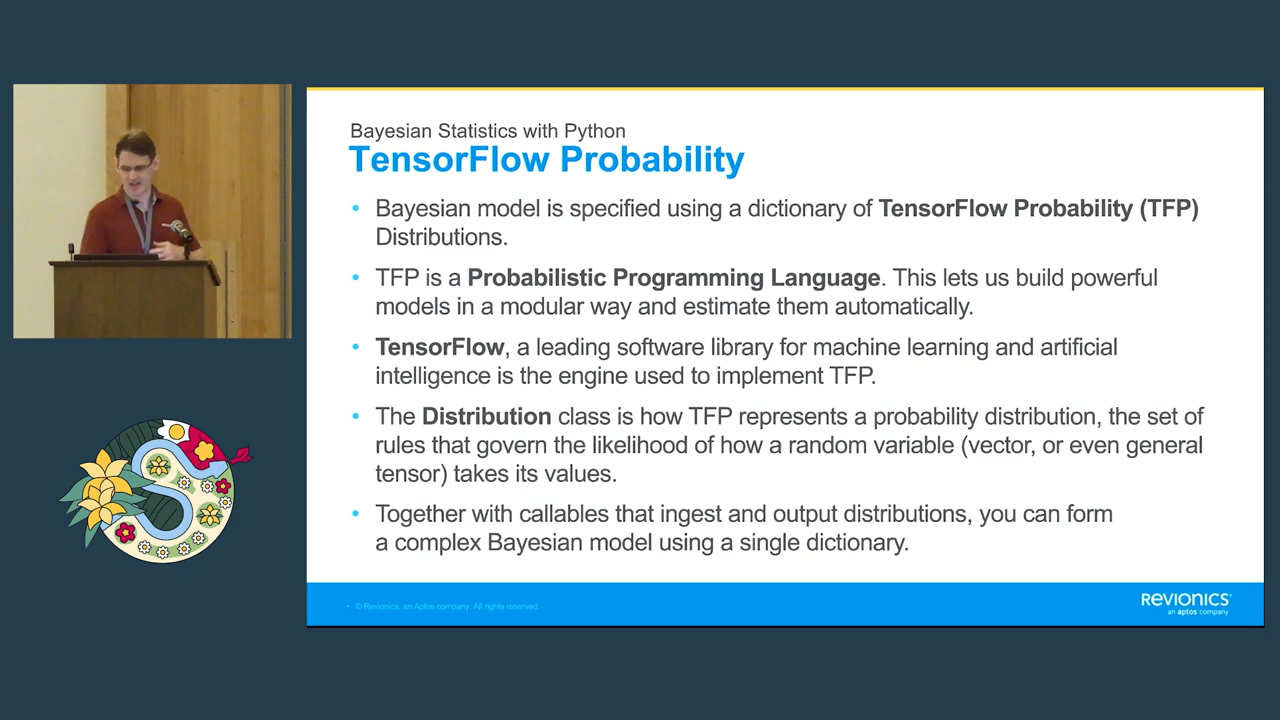 Bayesian Statistics with Python
TensorFlow Probability
• Bayesian model is specified using a dictionary of TensorFlow Probability (TFP)
Distributions.
• TFP is a Probabilistic Programming Language. This lets us build powerful
models in a modular way and estimate them automatically.
• TensorFlow, a leading software library for machine learning and artificial
intelligence is the engine used to implement TFP.
• The Distribution class is how TFP represents a probability distribution, the set of
rules that govern the likelihood of how a random variable (vector, or even general
tensor) takes its values.
• Together with callables that ingest and output distributions, you can form
a complex Bayesian model using a single dictionary.
• © Revionics, an Aptos company. All rights reserved.
REVIONICS
an aptos company